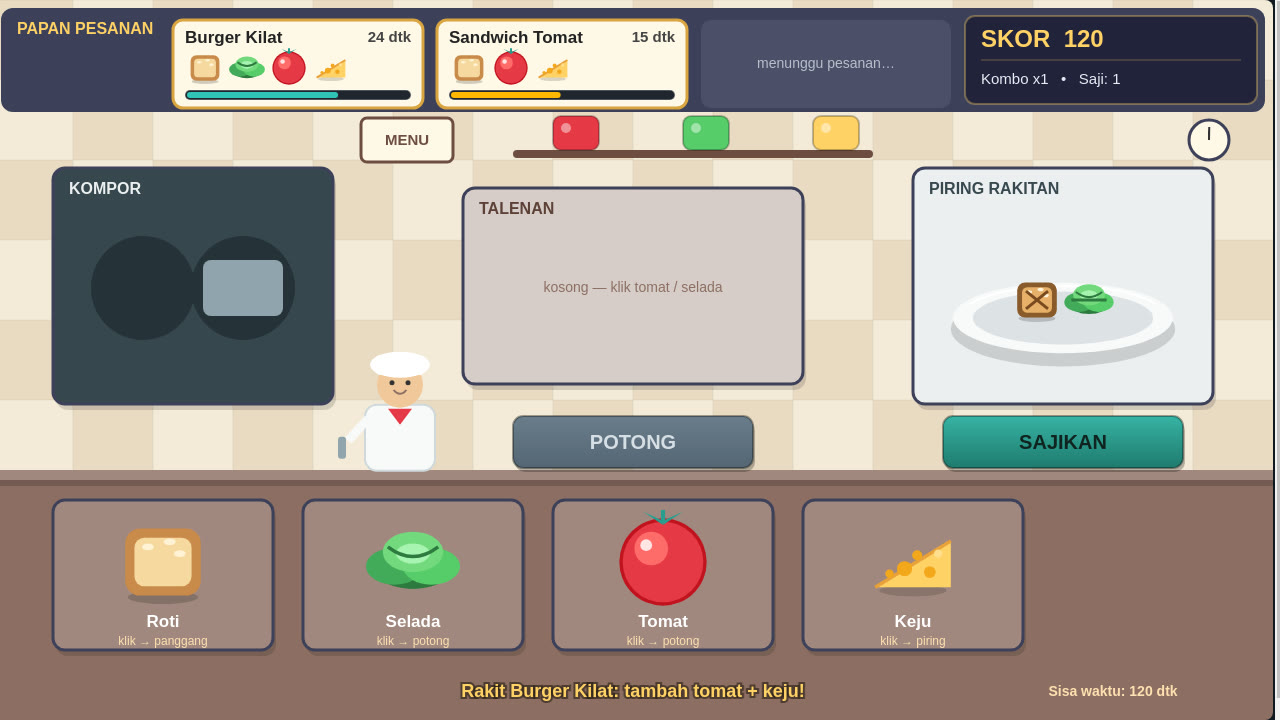 PAPAN PESANAN
Burger Kilat 24 dtk
Sandwich Tomat 15 dtk
menunggu pesanan…
SKOR 120
Kombo x1 • Saji: 1
MENU
KOMPOR
TALENAN
PIRING RAKITAN
kosong — klik tomat / selada
POTONG
SAJIKAN
Roti
klik → panggang
Selada
klik → potong
Tomat
klik → potong
Keju
klik → piring
Rakit Burger Kilat: tambah tomat + keju!
Sisa waktu: 120 dtk